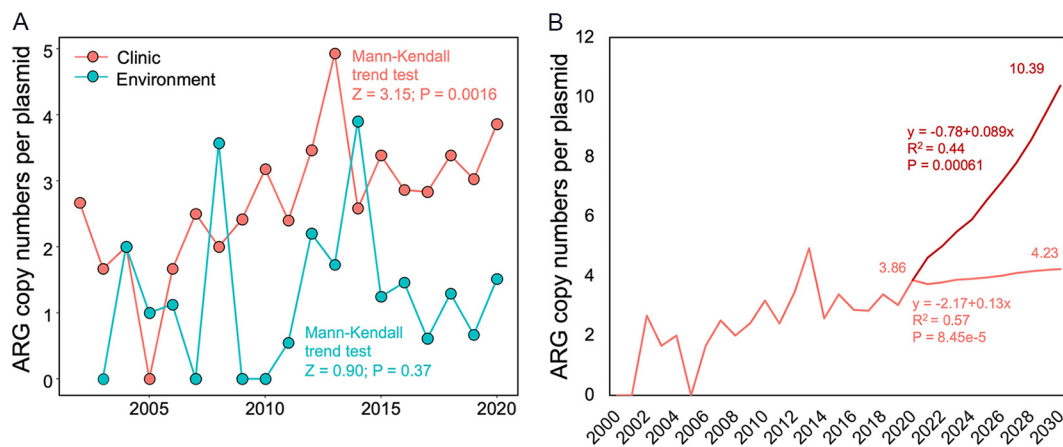 A
ARG copy numbers per plasmid
5
4
3
2
1
0
Clinic
Environment
Mann-Kendall
trend test
Z = 3.15; P = 0.0016
Mann-Kendall
trend test
Z = 0.90; P = 0.37
2005
2010
2015
2020
B
ARG copy numbers per plasmid
12
10
8
6
4
2
0
10.39
y = -0.78+0.089x
R² = 0.44
P = 0.00061
3.86
4.23
y = -2.17+0.13x
R² = 0.57
P = 8.45e-5
2000
2002
2004
2006
2008
2010
2012
2014
2016
2018
2020
2022
2024
2026
2028
2030